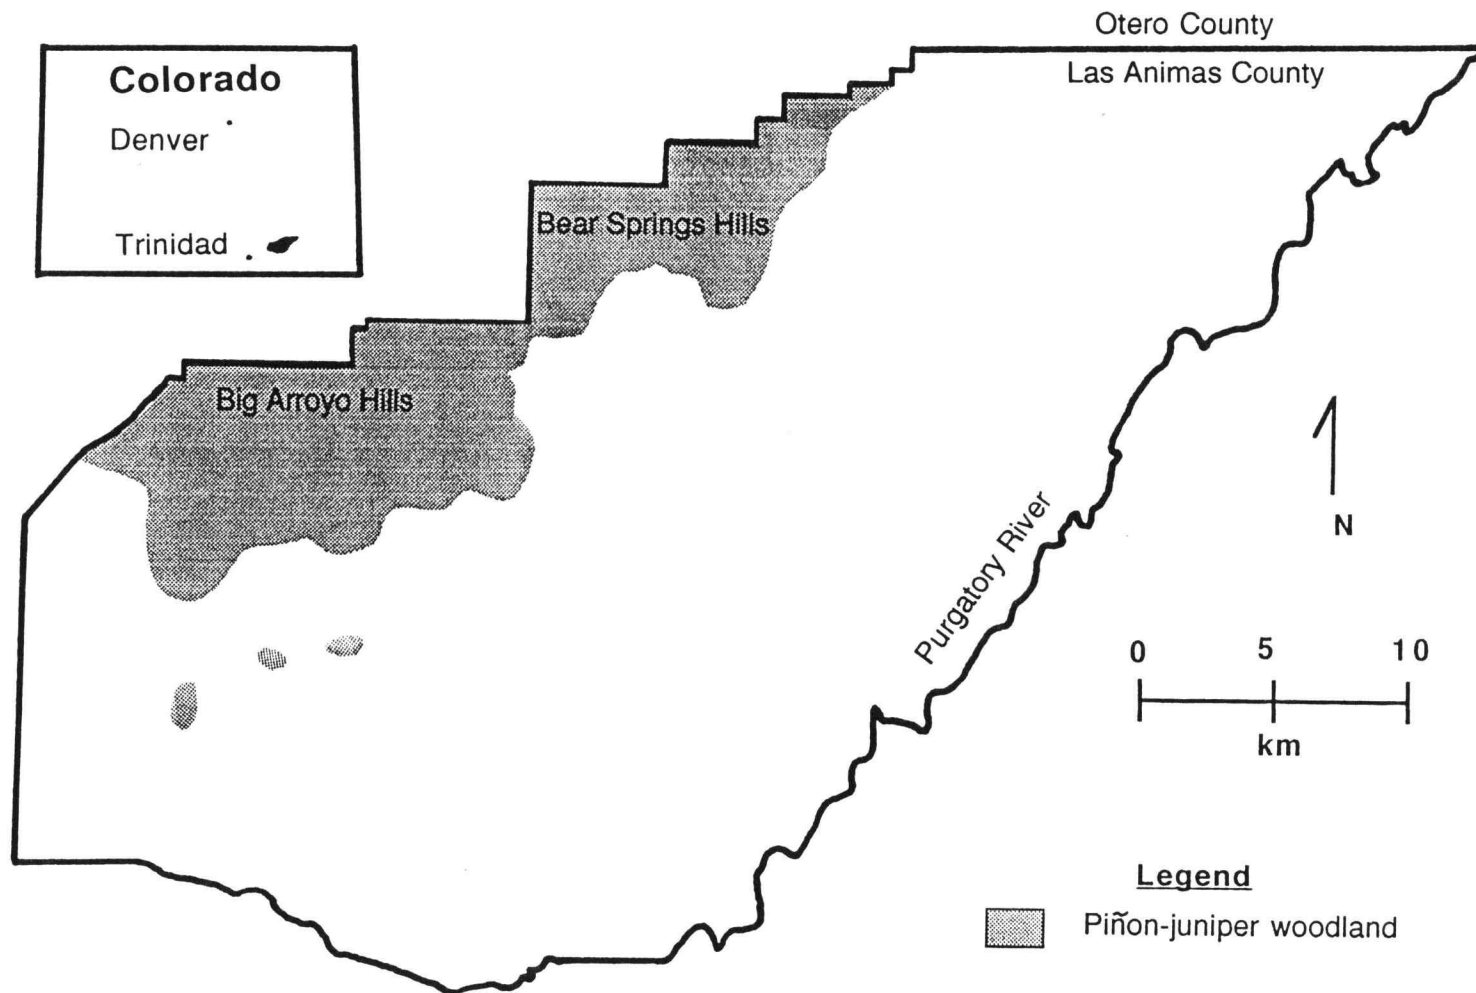 Otero County
Las Animas County
Colorado
Denver
Trinidad
Bear Springs Hills
Big Arroyo Hills
Purgatory River
N
0 5 10
km
Legend
Piñon-juniper woodland